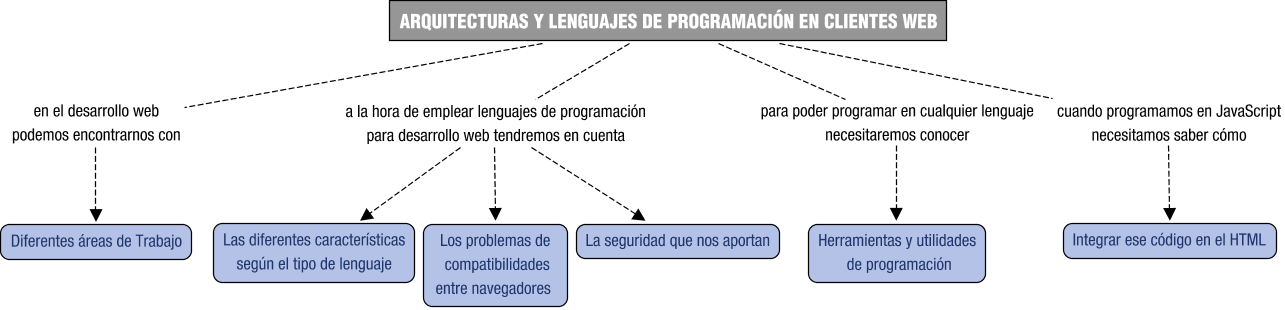 ARQUITECTURAS Y LENGUAJES DE PROGRAMACIÓN EN CLIENTES WEB
en el desarrollo web
podemos encontrarnos con
a la hora de emplear lenguajes de programación
para desarrollo web tendremos en cuenta
para poder programar en cualquier lenguaje
necesitaremos conocer
cuando programamos en JavaScript
necesitamos saber cómo
Diferentes áreas de Trabajo
Las diferentes características
según el tipo de lenguaje
Los problemas de
compatibilidades
entre navegadores
La seguridad que nos aportan
Herramientas y utilidades
de programación
Integrar ese código en el HTML